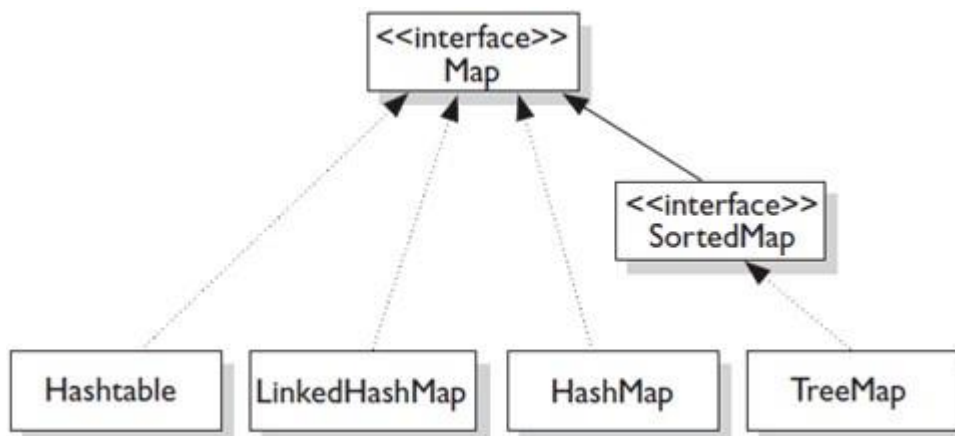 <<interface>>
Map
<<interface>>
SortedMap
Hashtable
LinkedHashMap
HashMap
TreeMap